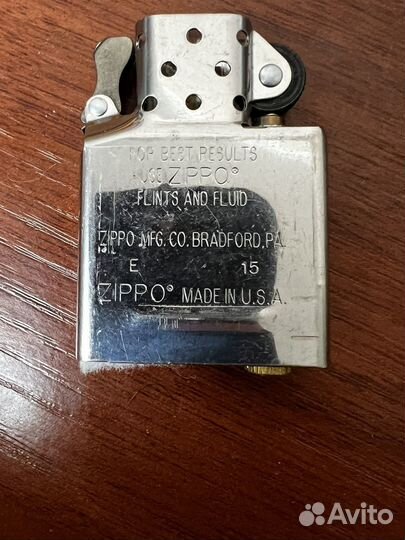 FOR BEST RESULTS
USE ZIPPO®
FLINTS AND FLUID
ZIPPO MFG. CO. BRADFORD, PA.
E 15
ZIPPO® MADE IN U.S.A.
Avito